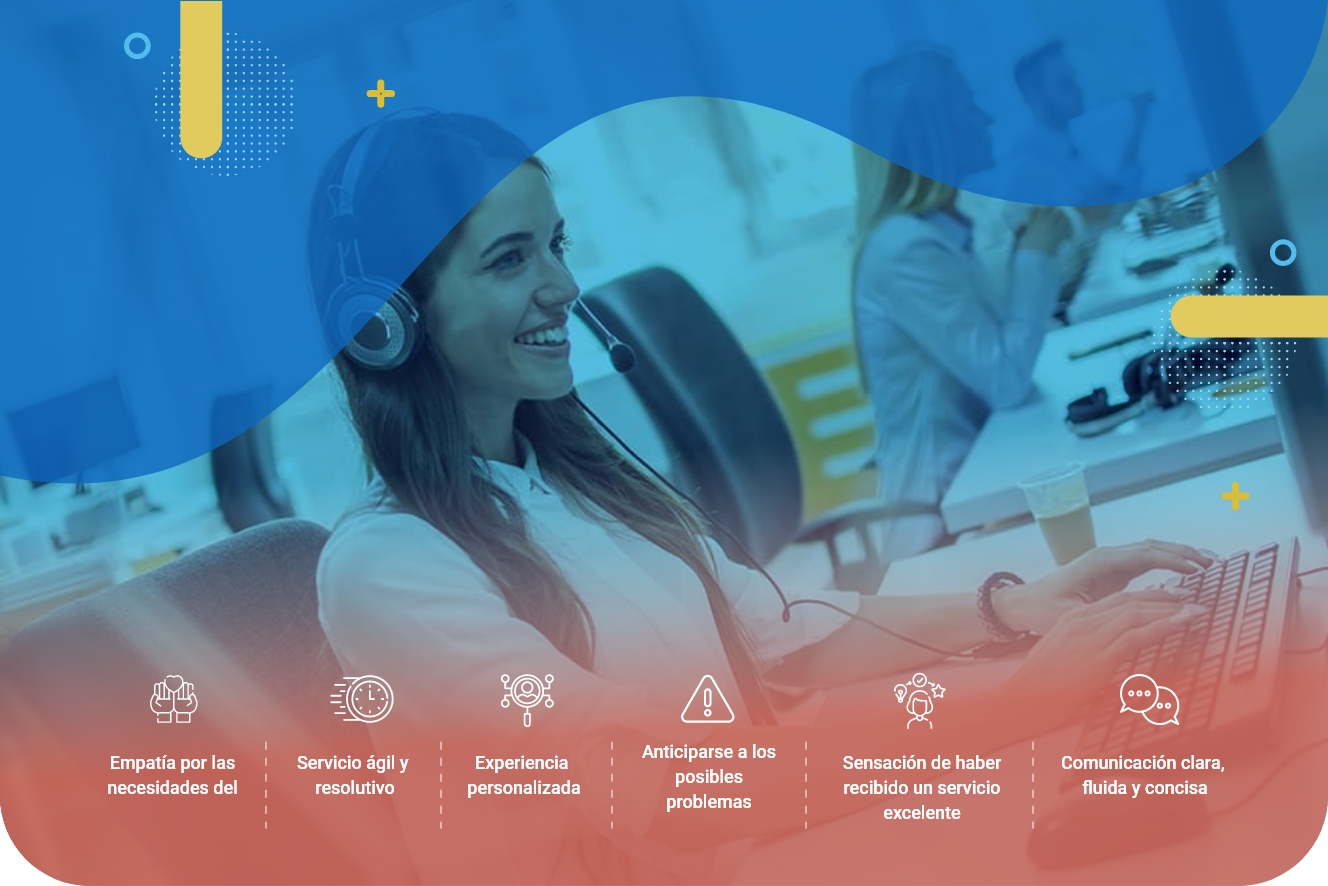 Empatía por las
necesidades del
Servicio ágil y
resolutivo
Experiencia
personalizada
Anticiparse a los
posibles
problemas
Sensación de haber
recibido un servicio
excelente
Comunicación clara,
fluida y concisa